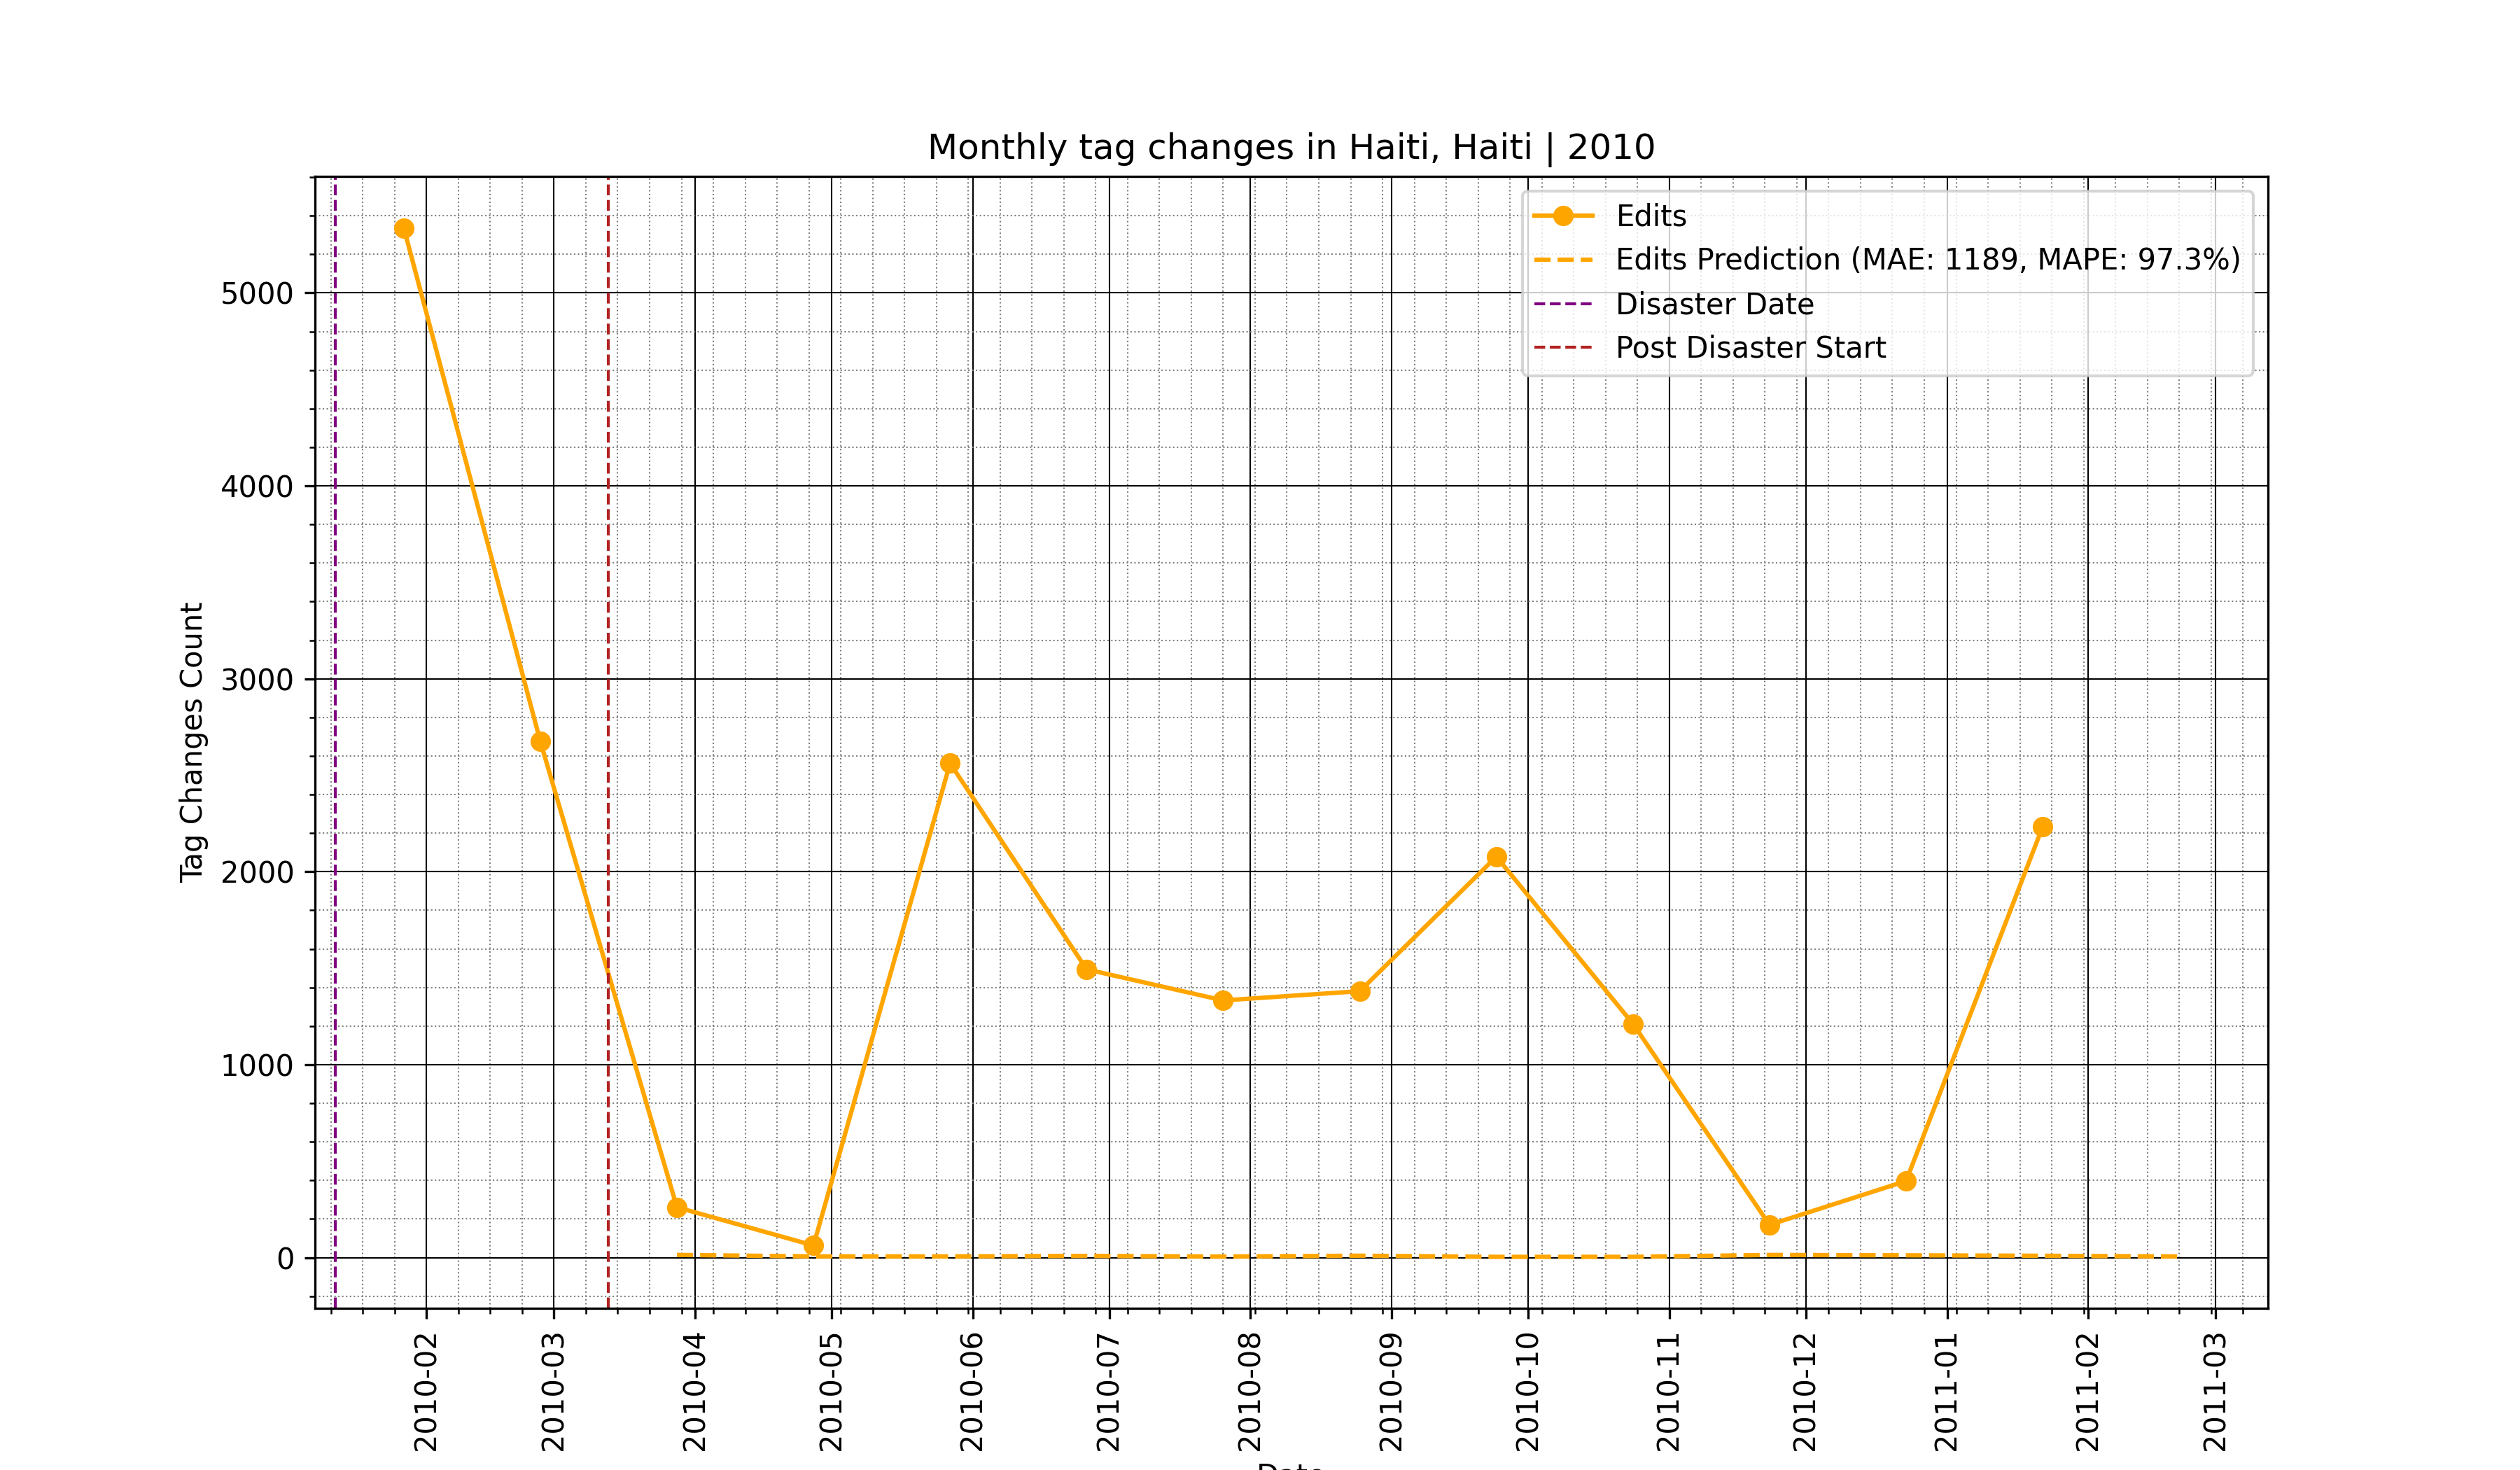 Monthly tag changes in Haiti, Haiti | 2010
Edits
Edits Prediction (MAE: 1189, MAPE: 97.3%)
Disaster Date
Post Disaster Start
Tag Changes Count
5000
4000
3000
2000
1000
0
2010-02
2010-03
2010-04
2010-05
2010-06
2010-07
2010-08
2010-09
2010-10
2010-11
2010-12
2011-01
2011-02
2011-03
Date